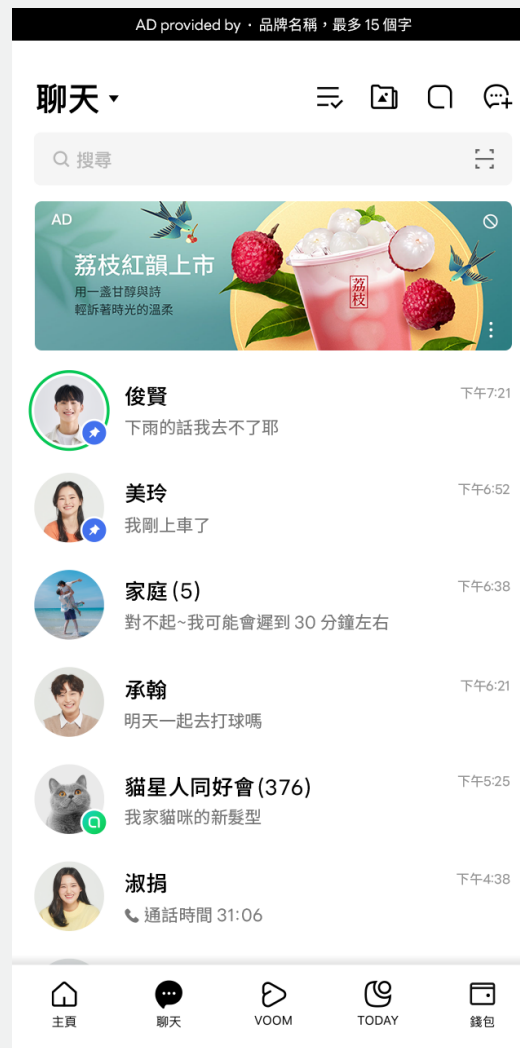 AD provided by · 品牌名稱，最多 15 個字
聊天
搜尋
AD
荔枝紅韻上市
用一盞甘醇與詩
輕訴著時光的溫柔
荔枝
俊賢
下午7:21
下雨的話我去不了耶
美玲
下午6:52
我剛上車了
家庭 (5)
下午6:38
對不起~我可能會遲到 30 分鐘左右
承翰
下午6:21
明天一起去打球嗎
貓星人同好會 (376)
下午5:25
我家貓咪的新髮型
淑捐
下午4:38
通話時間 31:06
主頁
聊天
VOOM
TODAY
錢包